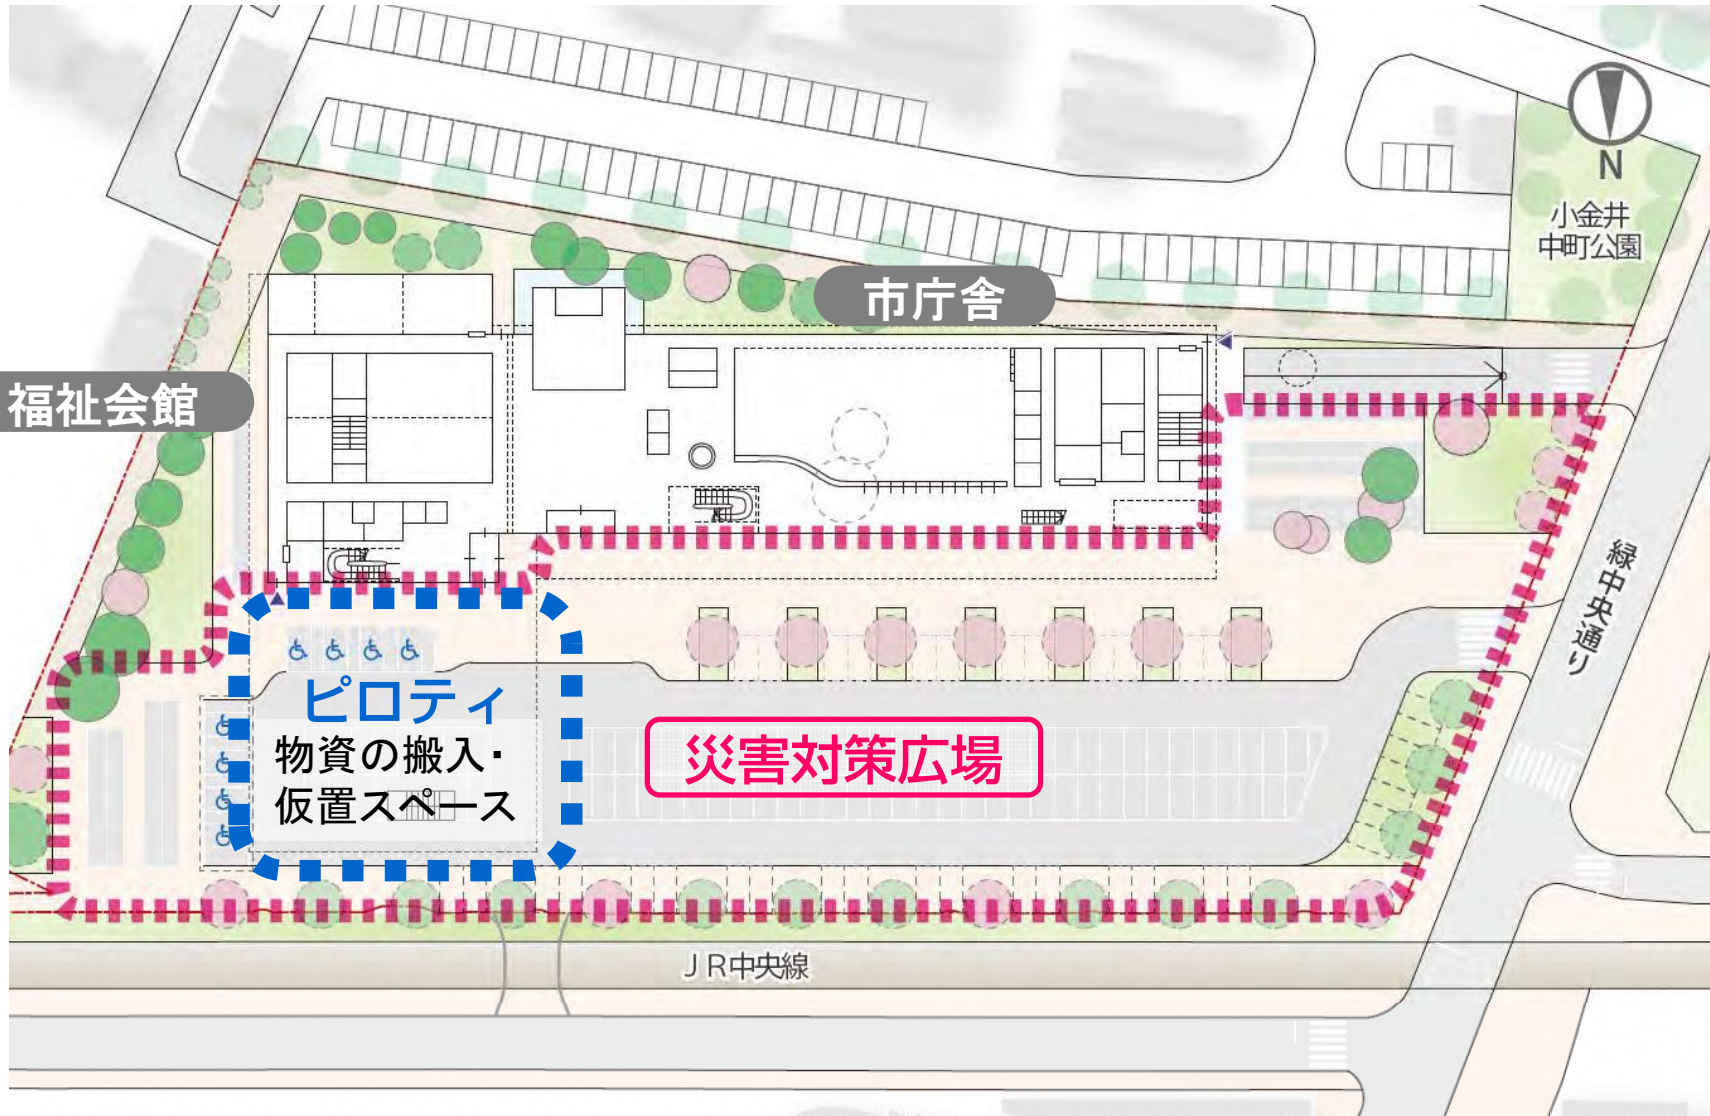 N
小金井
中町公園
市庁舎
福祉会館
緑中央通り
ピロティ
物資の搬入・
仮置スペース
災害対策広場
ＪＲ中央線